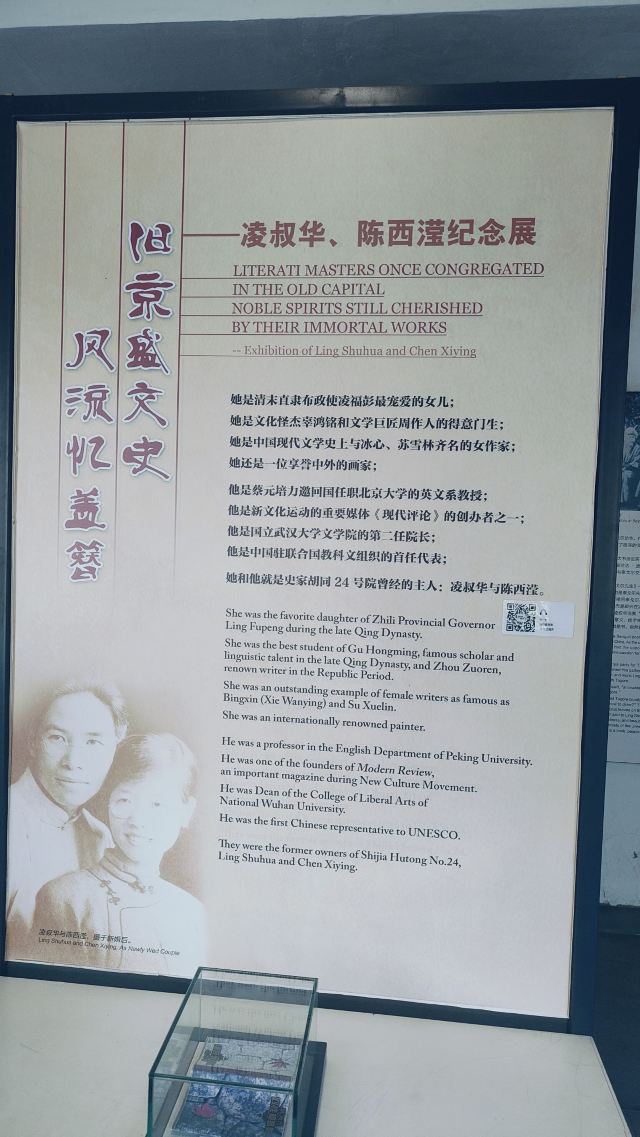 旧京盛文史
风流忆盖簪
——凌叔华、陈西滢纪念展
LITERATI MASTERS ONCE CONGREGATED
IN THE OLD CAPITAL
NOBLE SPIRITS STILL CHERISHED
BY THEIR IMMORTAL WORKS
-- Exhibition of Ling Shuhua and Chen Xiying
她是清末直隶布政使凌福彭最宠爱的女儿；
她是文化怪杰辜鸿铭和文学巨匠周作人的得意门生；
她是中国现代文学史上与冰心、苏雪林齐名的女作家；
她还是一位享誉中外的画家；
他是蔡元培力邀回国任职北京大学的英文系教授；
他是新文化运动的重要媒体《现代评论》的创办者之一；
他是国立武汉大学文学院的第二任院长；
他是中国驻联合国教科文组织的首任代表；
她和他就是史家胡同 24 号院曾经的主人：凌叔华与陈西滢。
She was the favorite daughter of Zhili Provincial Governor
Ling Fupeng during the late Qing Dynasty.
She was the best student of Gu Hongming, famous scholar and
linguistic talent in the late Qing Dynasty, and Zhou Zuoren,
renown writer in the Republic Period.
She was an outstanding example of female writers as famous as
Bingxin (Xie Wanying) and Su Xuelin.
She was an internationally renown painter.
He was a professor in the English Department of Peking University.
He was one of the founders of Modern Review,
an important magazine during New Culture Movement.
He was Dean of the College of Liberal Arts of
National Wuhan University.
He was the first Chinese representative to UNESCO.
They were the former owners of Shijia Hutong No.24,
Ling Shuhua and Chen Xiying.
凌叔华与陈西滢，摄于新婚后。
Ling Shuhua and Chen Xiying, As Newly Wed Couple